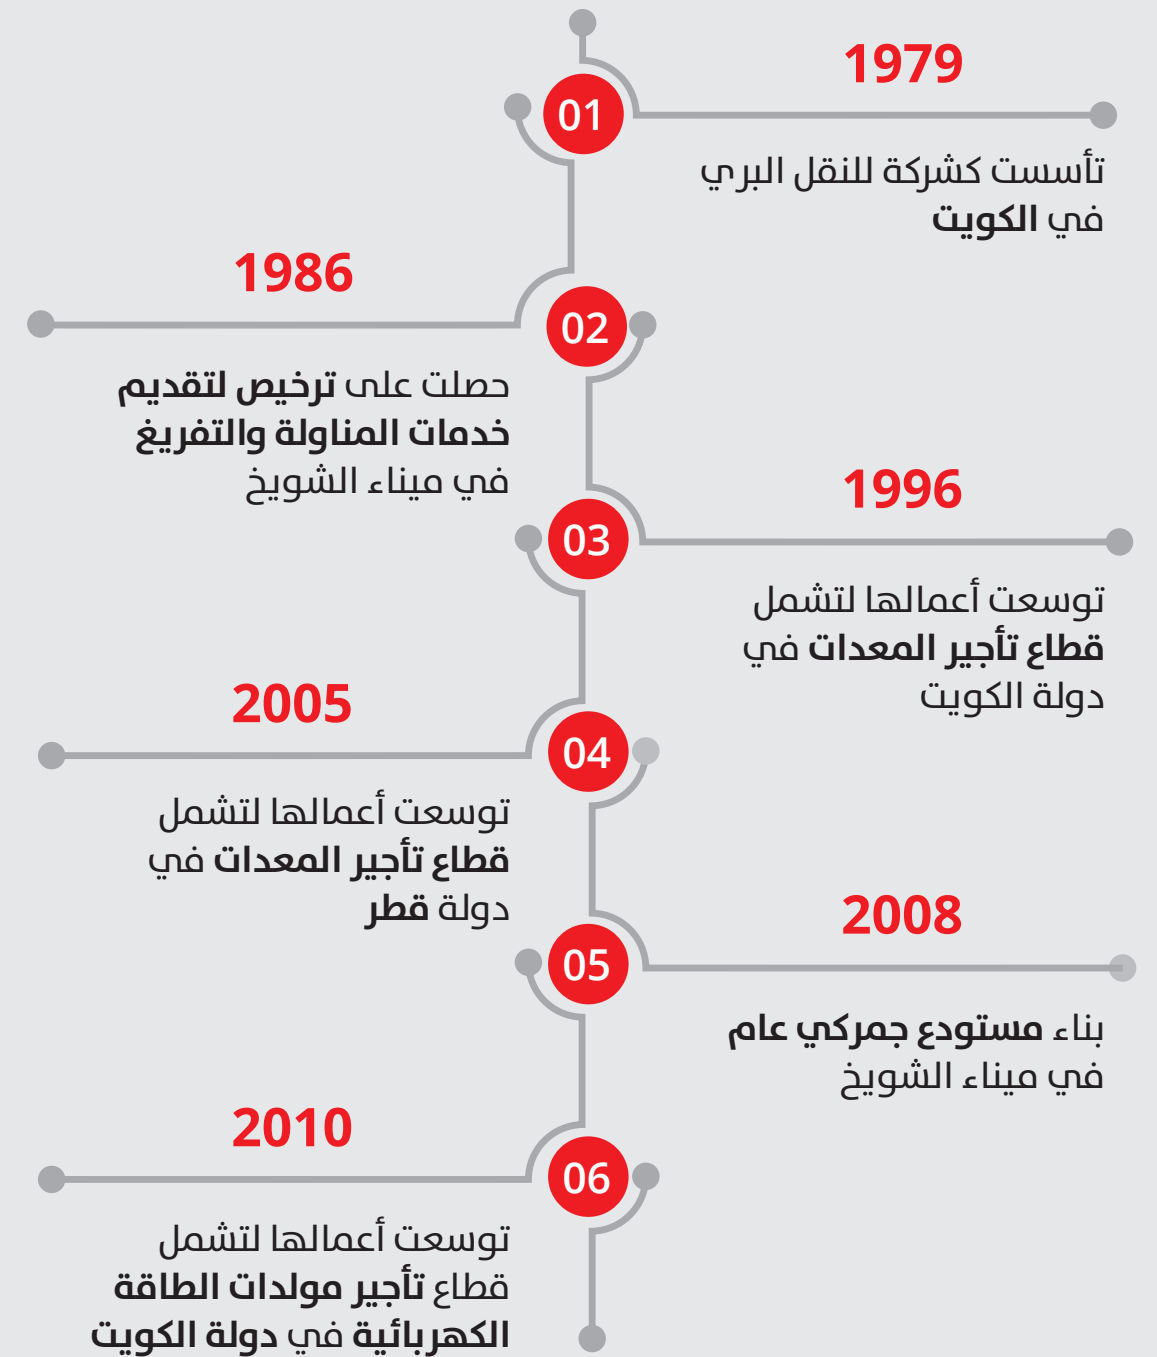 01
1979
تأسست كشركة للنقل البري
في الكويت
1986
02
حصلت على ترخيص لتقديم
خدمات المناولة والتفريغ
في ميناء الشويخ
1996
03
توسعت أعمالها لتشمل
قطاع تأجير المعدات في
دولة الكويت
2005
04
توسعت أعمالها لتشمل
قطاع تأجير المعدات في
دولة قطر
2008
05
بناء مستودع جمركي عام
في ميناء الشويخ
2010
06
توسعت أعمالها لتشمل
قطاع تأجير مولدات الطاقة
الكهربائية في دولة الكويت